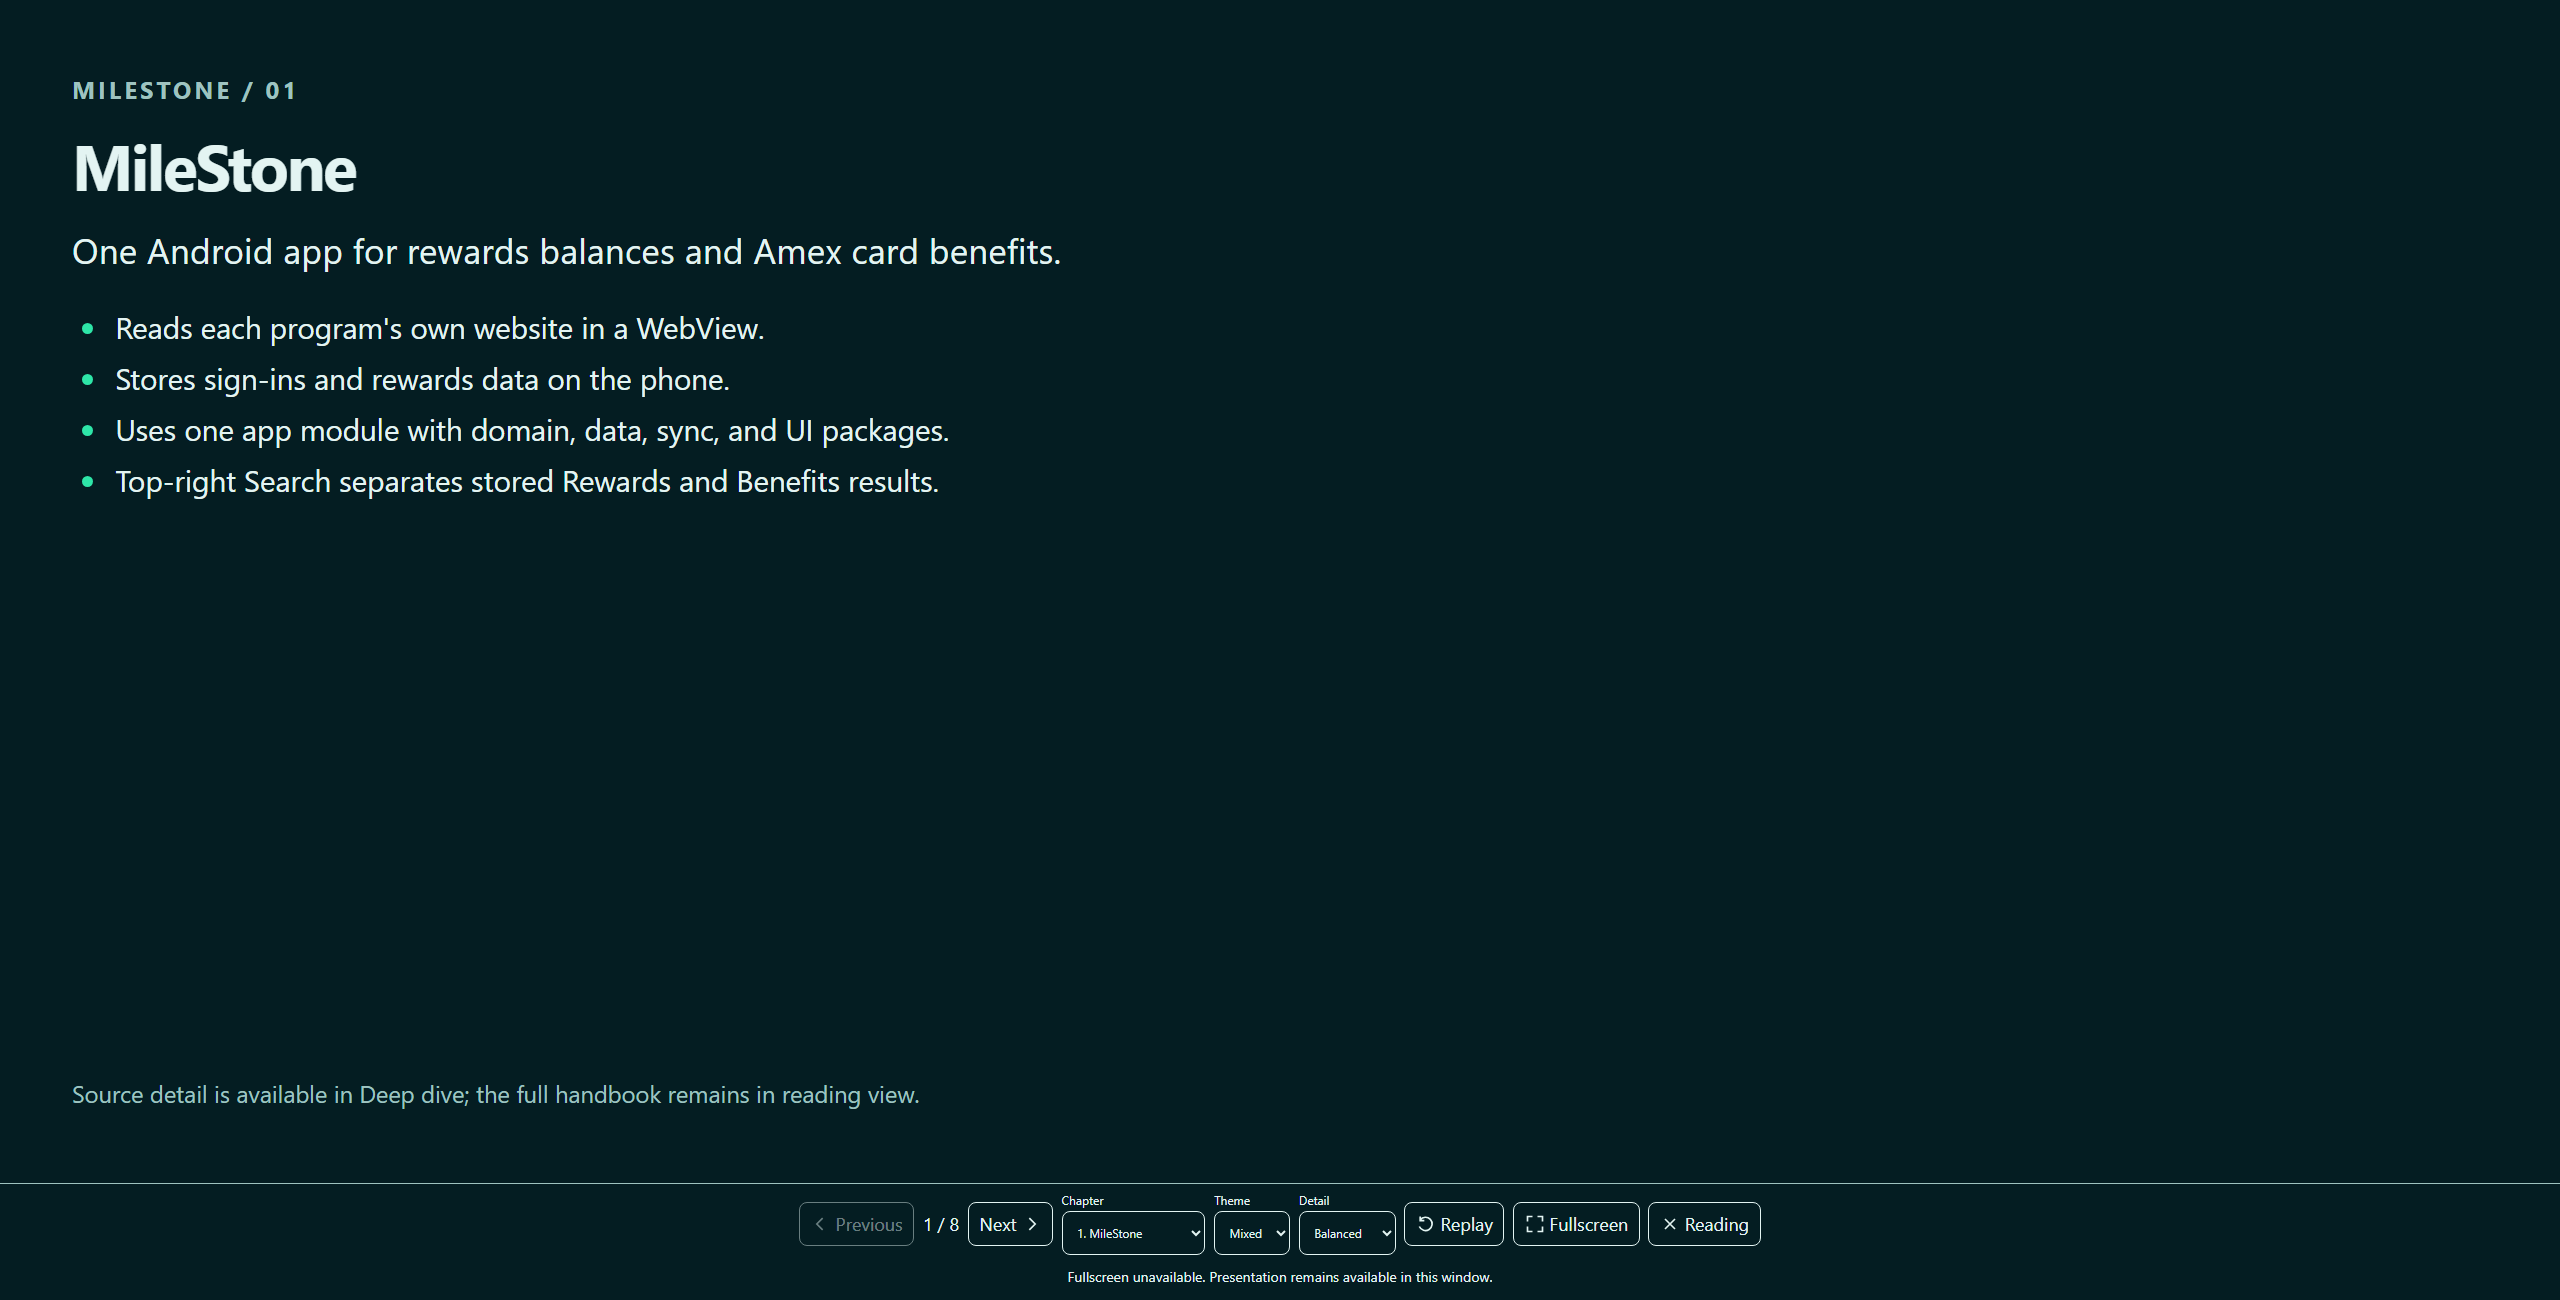 MILESTONE / 01
MileStone
One Android app for rewards balances and Amex card benefits.
Reads each program's own website in a WebView.
Stores sign-ins and rewards data on the phone.
Uses one app module with domain, data, sync, and UI packages.
Top-right Search separates stored Rewards and Benefits results.
Source detail is available in Deep dive; the full handbook remains in reading view.
Chapter Theme Detail
Previous 1 / 8 Next 1. MileStone Mixed Balanced Replay Fullscreen Reading
Fullscreen unavailable. Presentation remains available in this window.